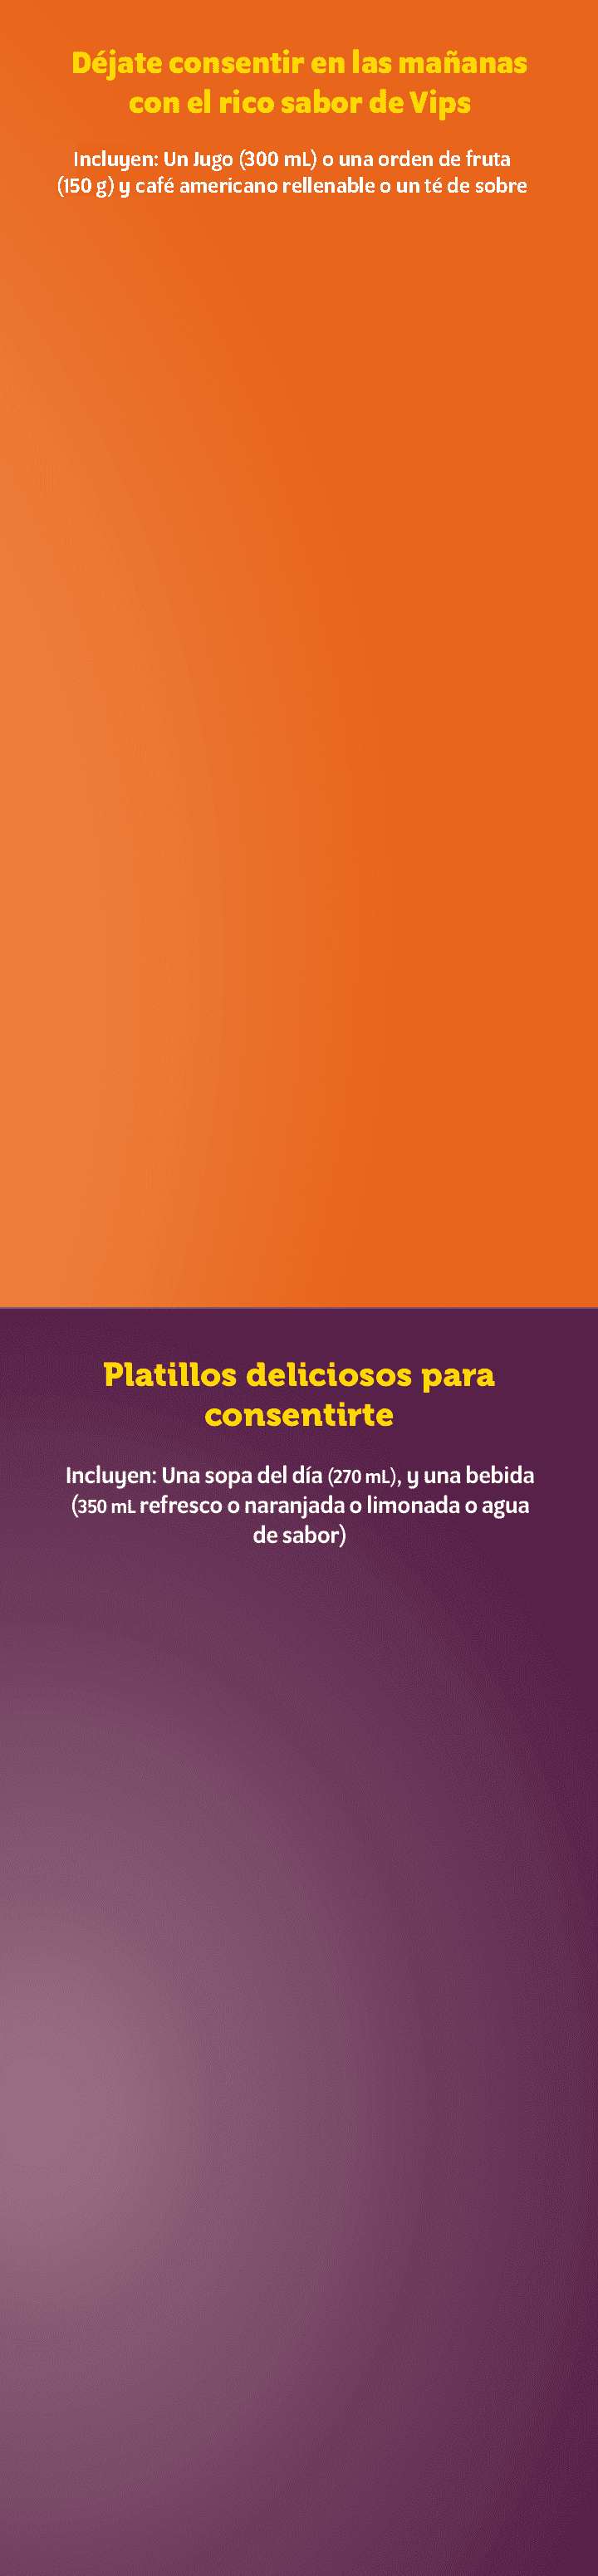 Déjate consentir en las mañanas
con el rico sabor de Vips
Incluyen: Un Jugo (300 mL) o una orden de fruta
(150 g) y café americano rellenable o un té de sobre
Platillos deliciosos para
consentirte
Incluyen: Una sopa del día (270 mL), y una bebida
(350 mL refresco o naranjada o limonada o agua
de sabor)